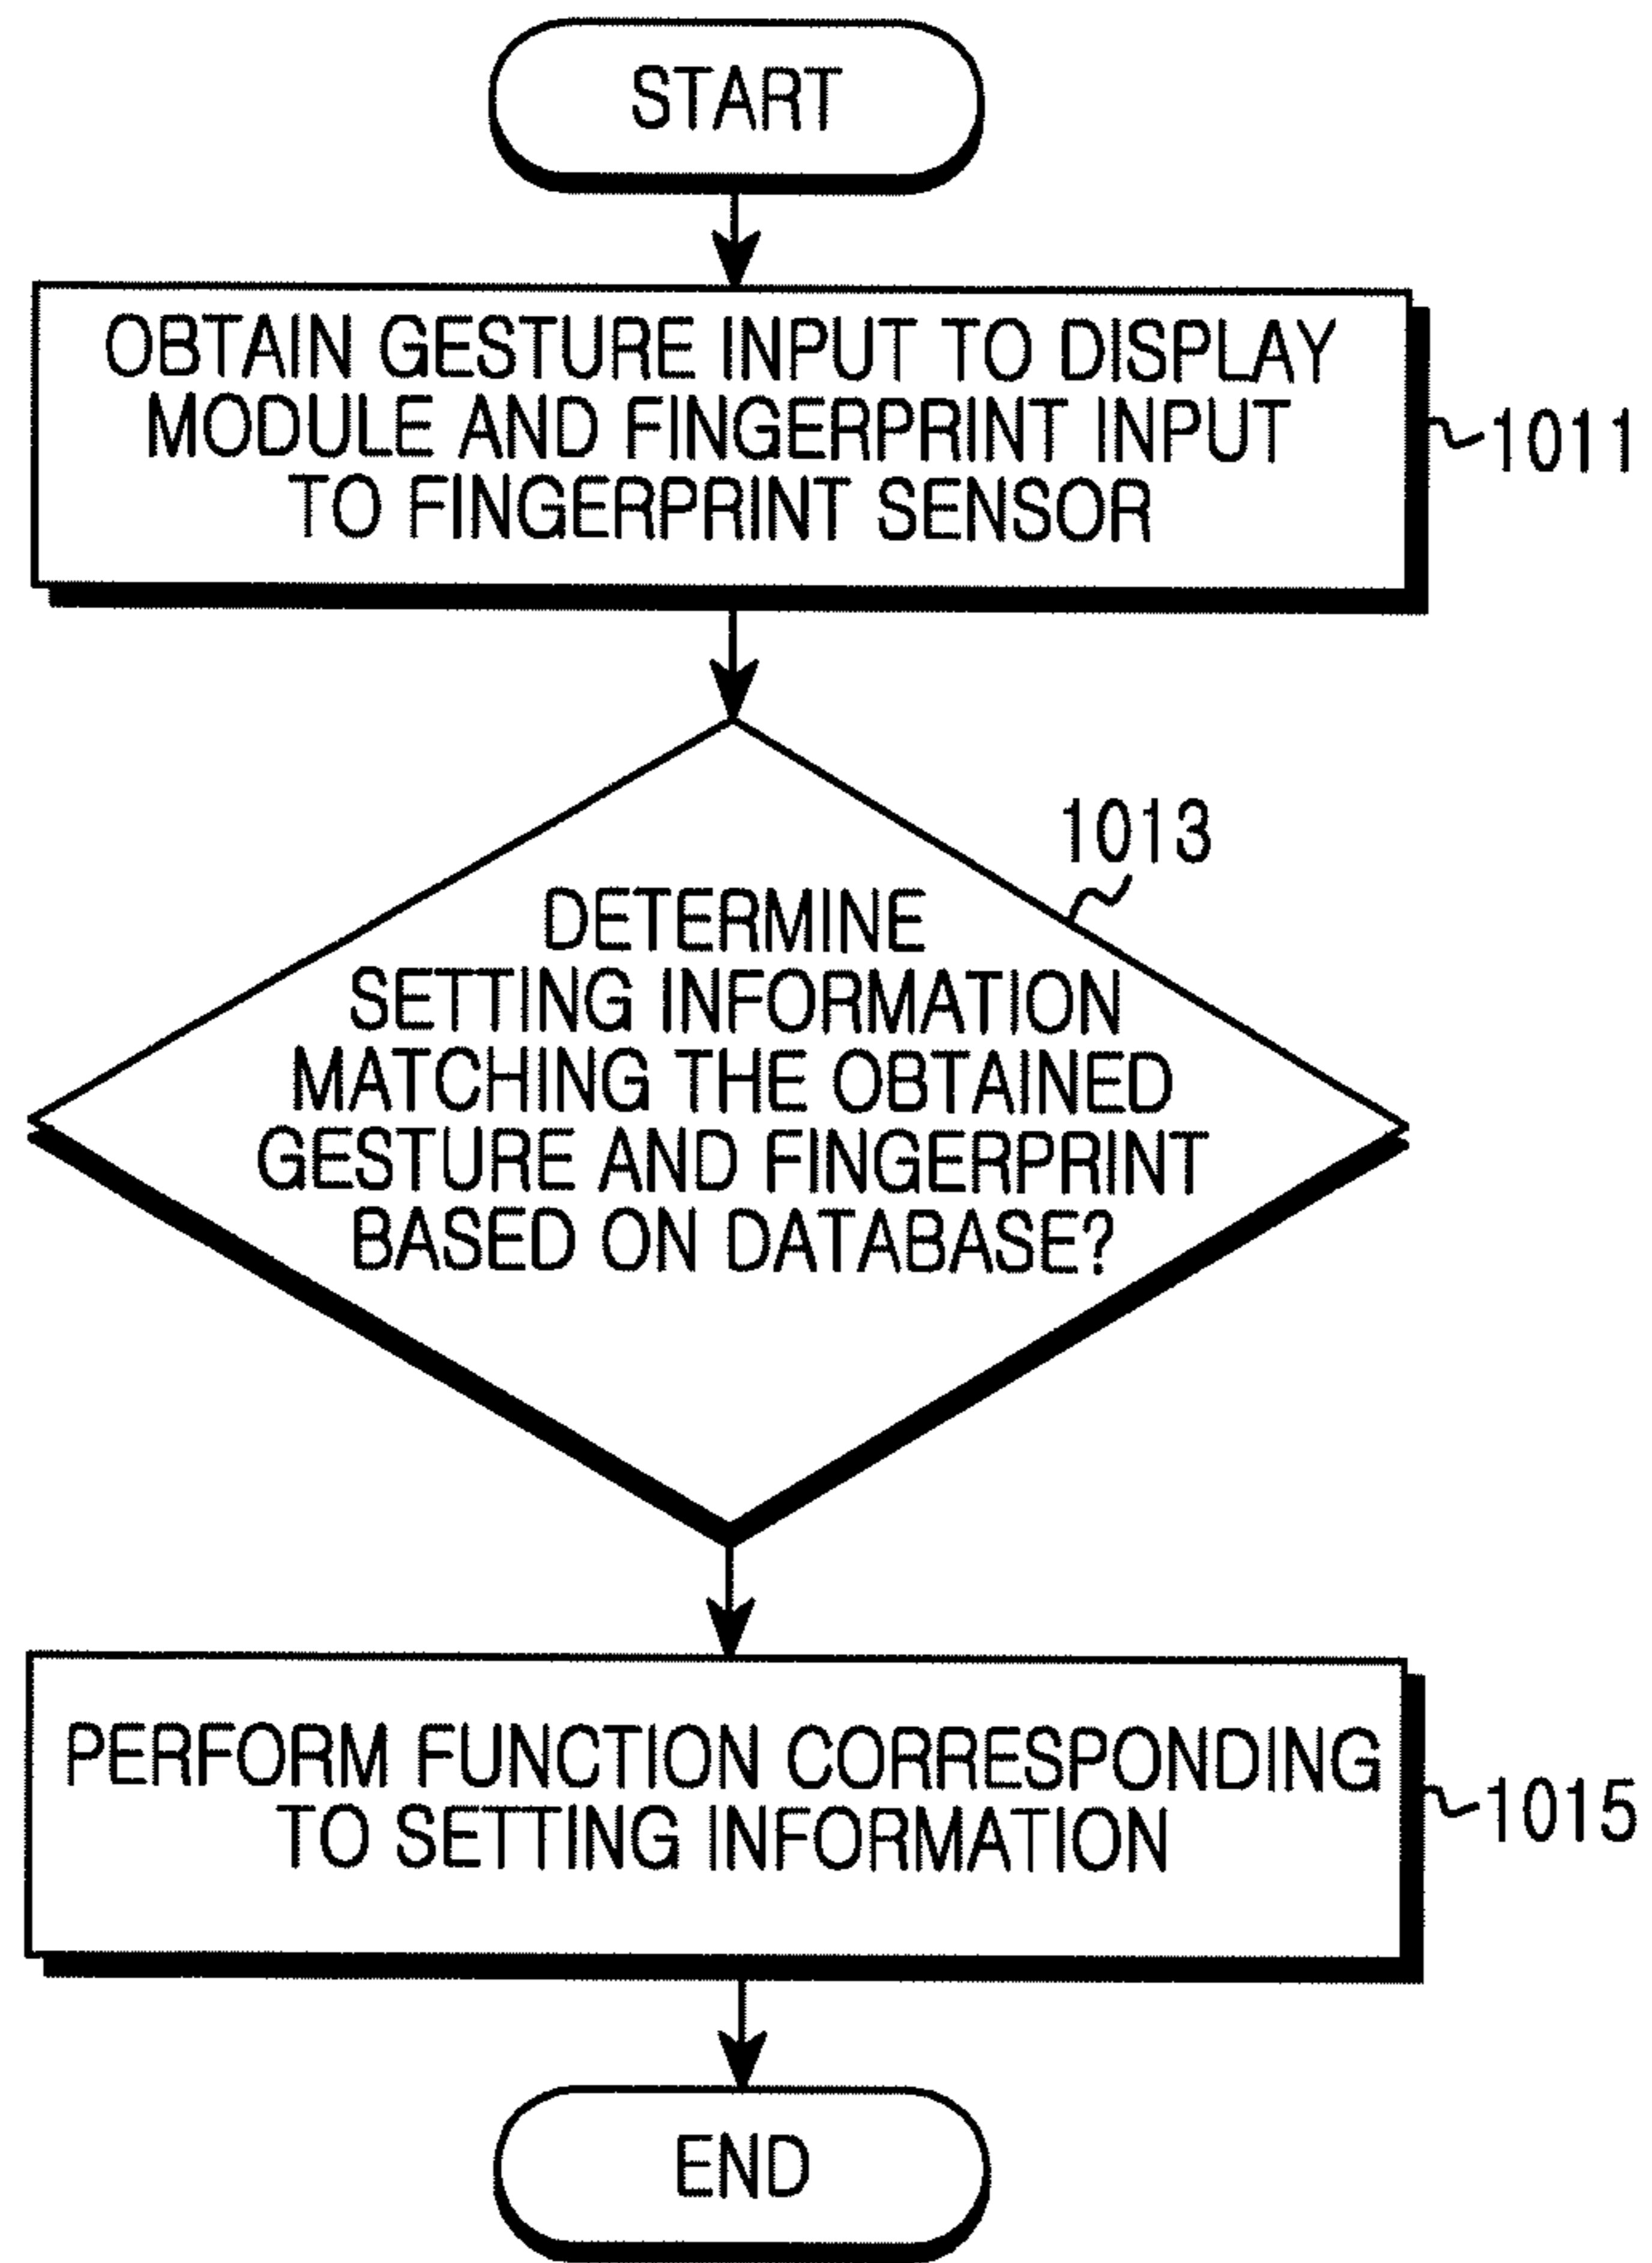 START
OBTAIN GESTURE INPUT TO DISPLAY
MODULE AND FINGERPRINT INPUT
TO FINGERPRINT SENSOR
1011
1013
DETERMINE
SETTING INFORMATION
MATCHING THE OBTAINED
GESTURE AND FINGERPRINT
BASED ON DATABASE?
PERFORM FUNCTION CORRESPONDING
TO SETTING INFORMATION
1015
END